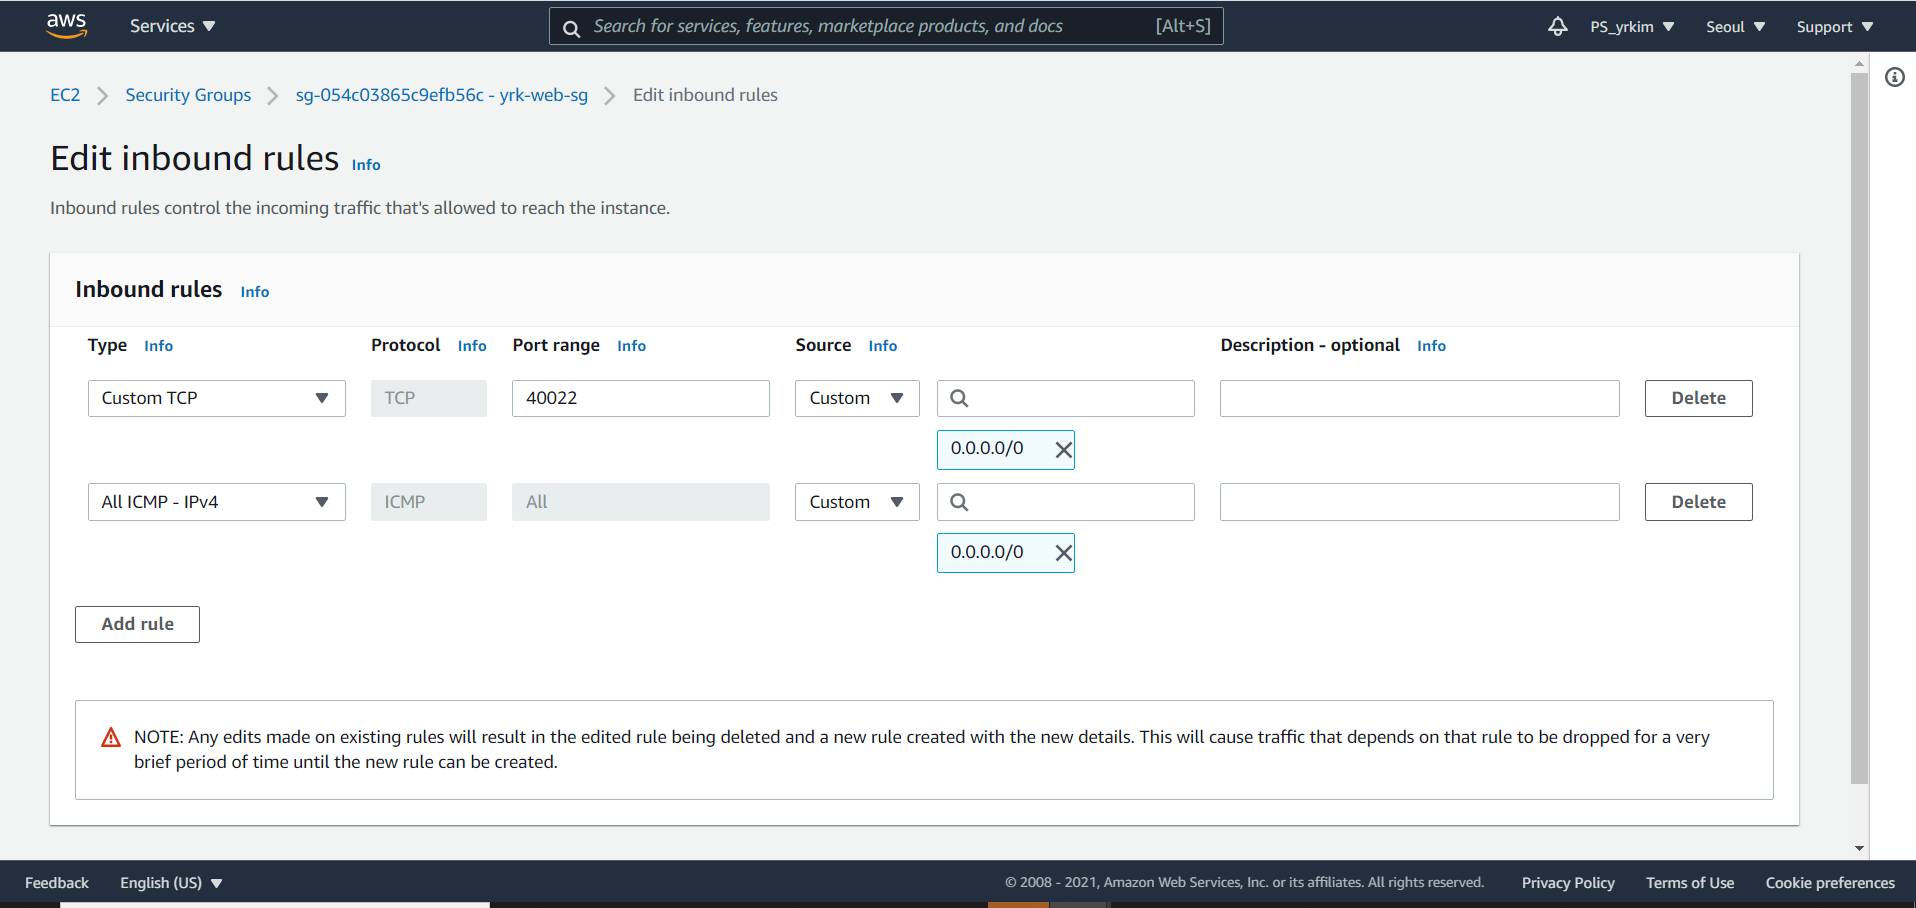 aws Services Search for services, features, marketplace products, and docs [Alt+S] PS_yrkim Seoul Support
EC2 Security Groups sg-054c03865c9efb56c - yrk-web-sg Edit inbound rules
Edit inbound rules Info
Inbound rules control the incoming traffic that's allowed to reach the instance.
Inbound rules Info
Type Info Protocol Info Port range Info Source Info Description - optional Info
Custom TCP TCP 40022 Custom Delete
0.0.0.0/0
All ICMP - IPv4 ICMP All Custom Delete
0.0.0.0/0
Add rule
NOTE: Any edits made on existing rules will result in the edited rule being deleted and a new rule created with the new details. This will cause traffic that depends on that rule to be dropped for a very
brief period of time until the new rule can be created.
Feedback English (US) © 2008 - 2021, Amazon Web Services, Inc. or its affiliates. All rights reserved. Privacy Policy Terms of Use Cookie preferences